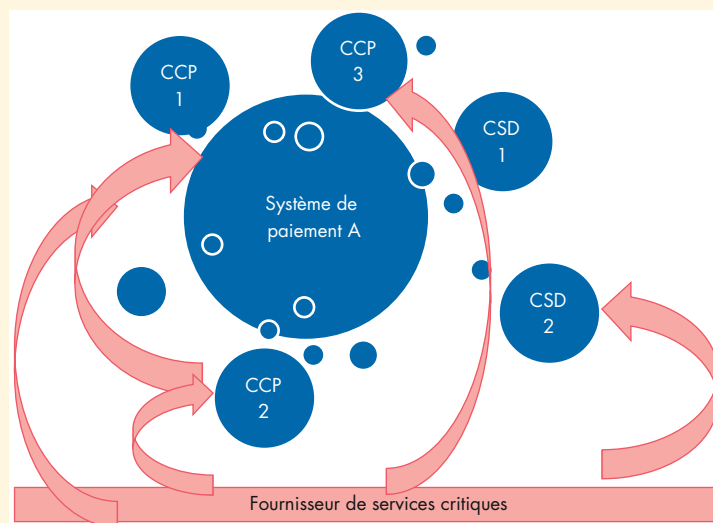 CCP
1
CCP
3
CSD
1
Système de
paiement A
CSD
2
CCP
2
Fournisseur de services critiques